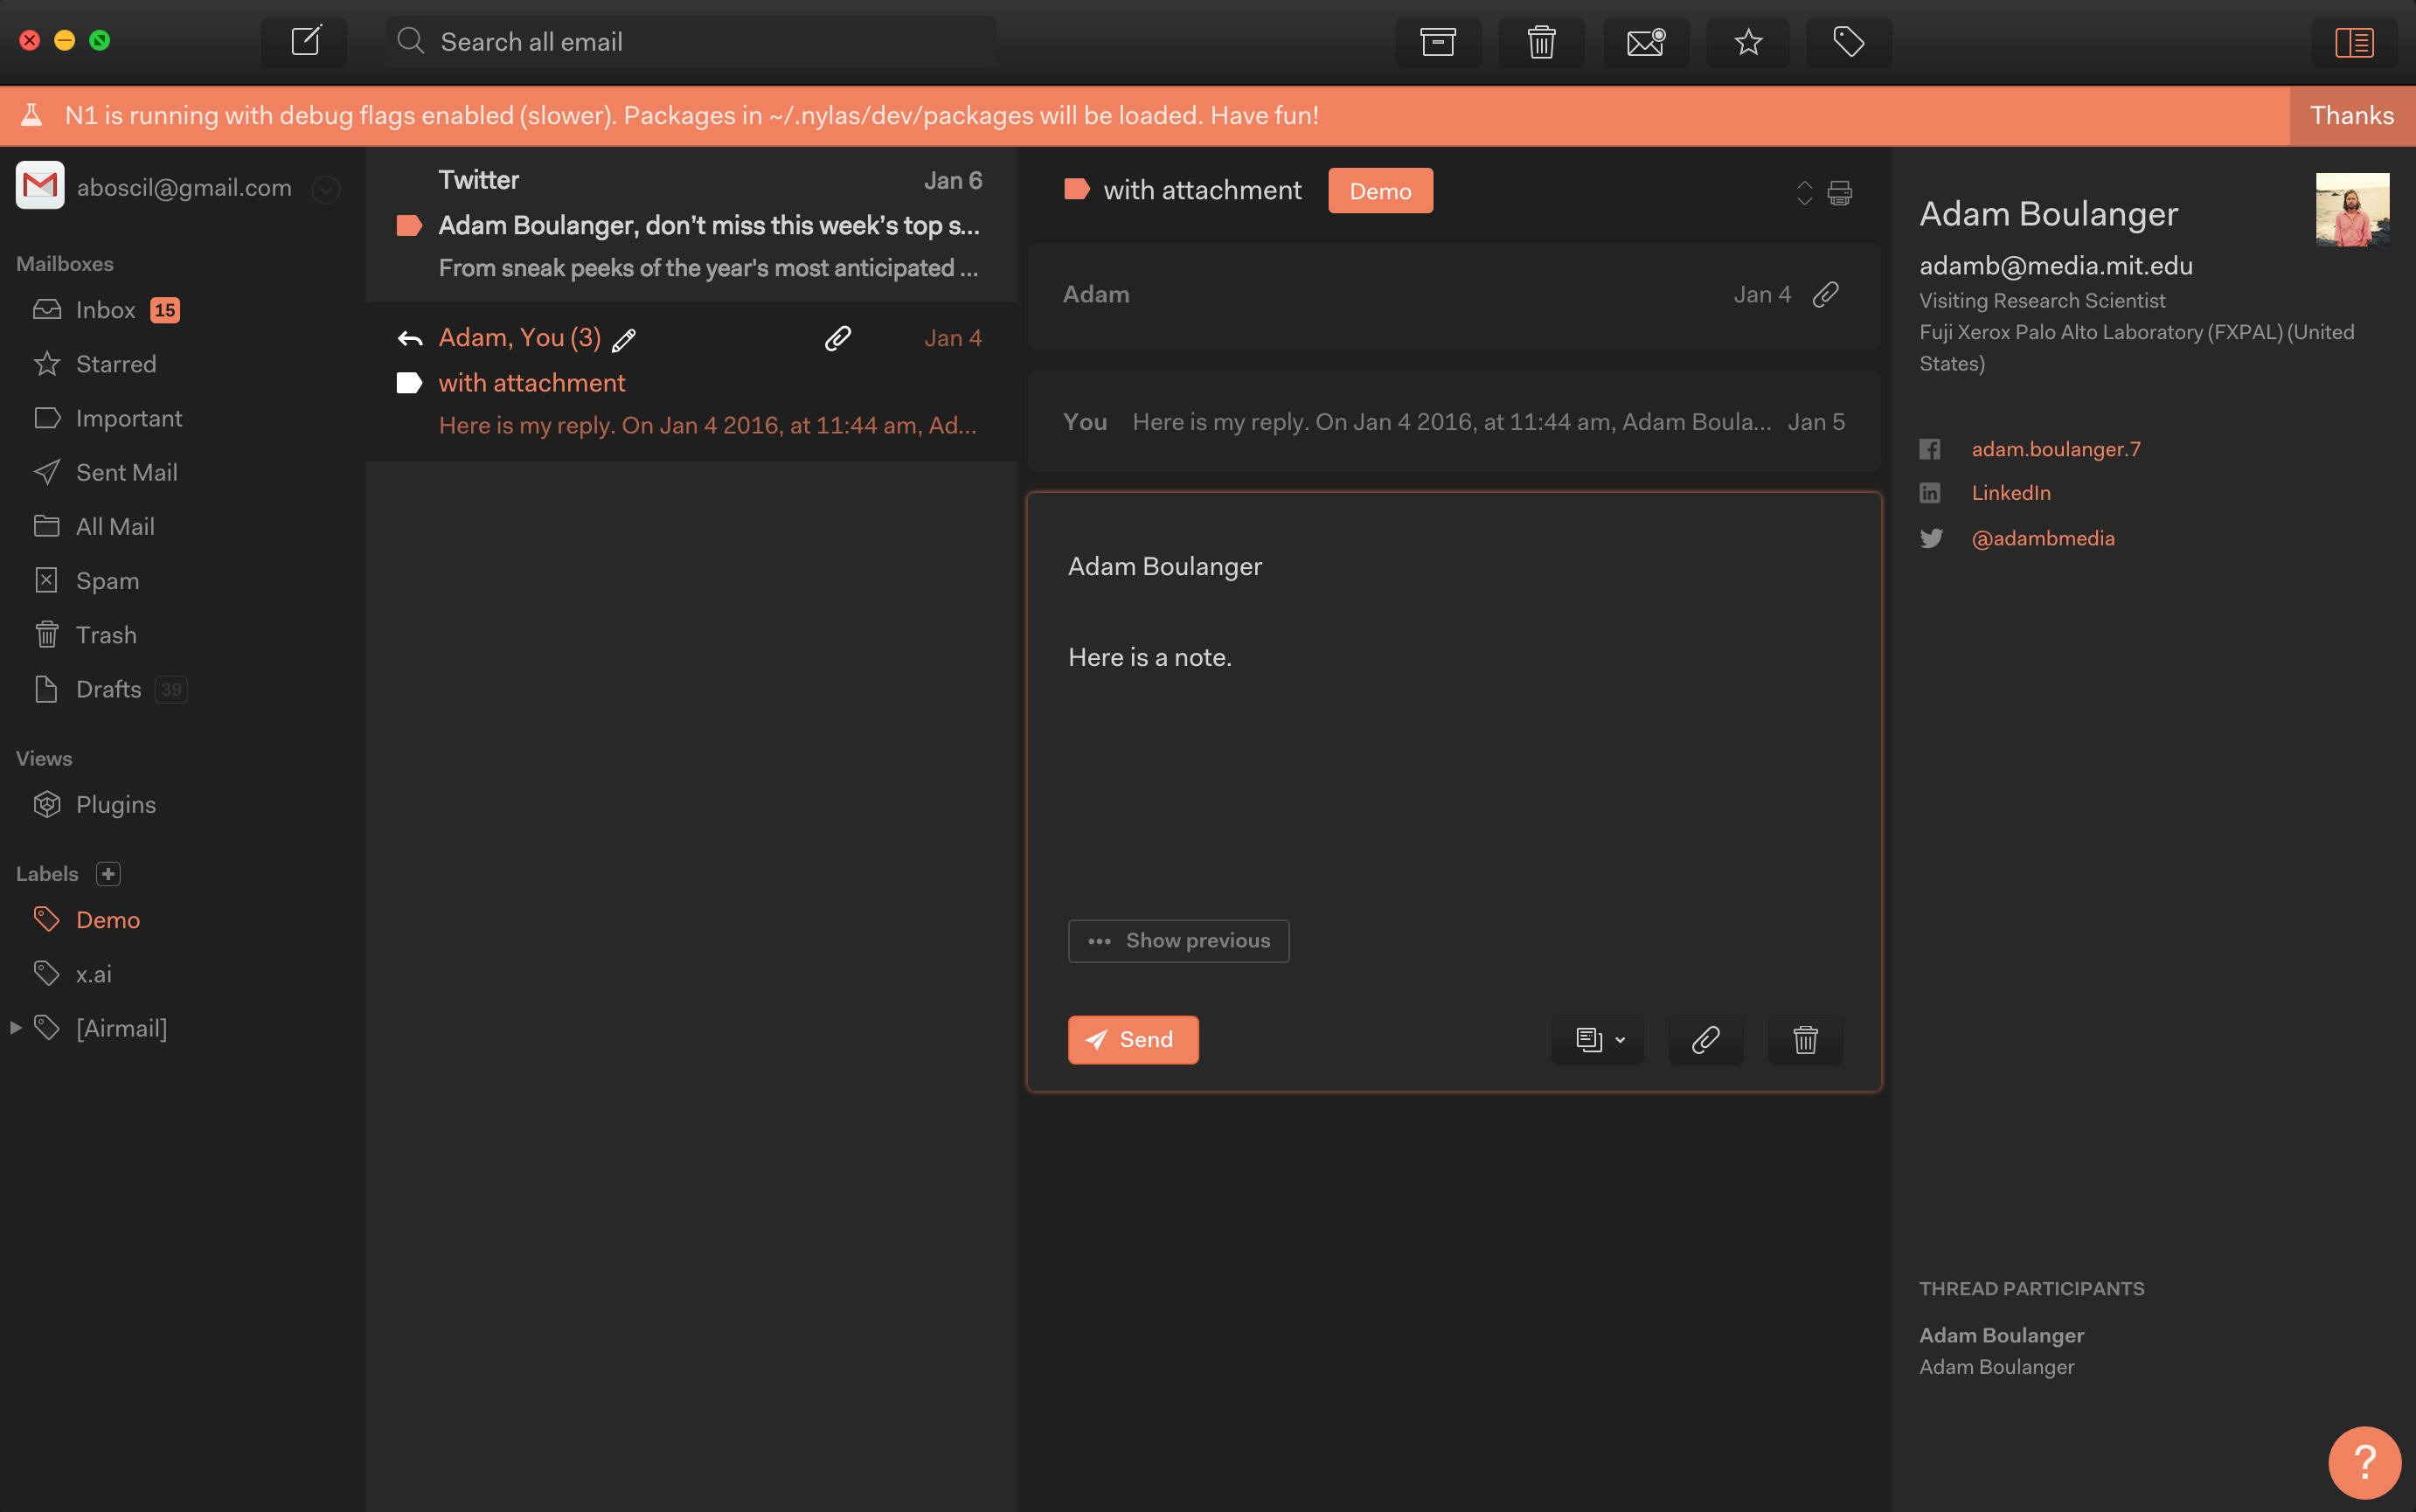 Search all email
N1 is running with debug flags enabled (slower). Packages in ~/.nylas/dev/packages will be loaded. Have fun!
Thanks
aboscil@gmail.com
Mailboxes
Inbox 15
Starred
Important
Sent Mail
All Mail
Spam
Trash
Drafts 39
Views
Plugins
Labels
Demo
x.ai
[Airmail]
Twitter Jan 6
Adam Boulanger, don’t miss this week’s top s...
From sneak peeks of the year's most anticipated ...
Adam, You (3) Jan 4
with attachment
Here is my reply. On Jan 4 2016, at 11:44 am, Ad...
with attachment Demo
Adam Jan 4
You Here is my reply. On Jan 4 2016, at 11:44 am, Adam Boula... Jan 5
Adam Boulanger
Here is a note.
Show previous
Send
Adam Boulanger
adamb@media.mit.edu
Visiting Research Scientist
Fuji Xerox Palo Alto Laboratory (FXPAL) (United
States)
adam.boulanger.7
LinkedIn
@adambmedia
THREAD PARTICIPANTS
Adam Boulanger
Adam Boulanger
?